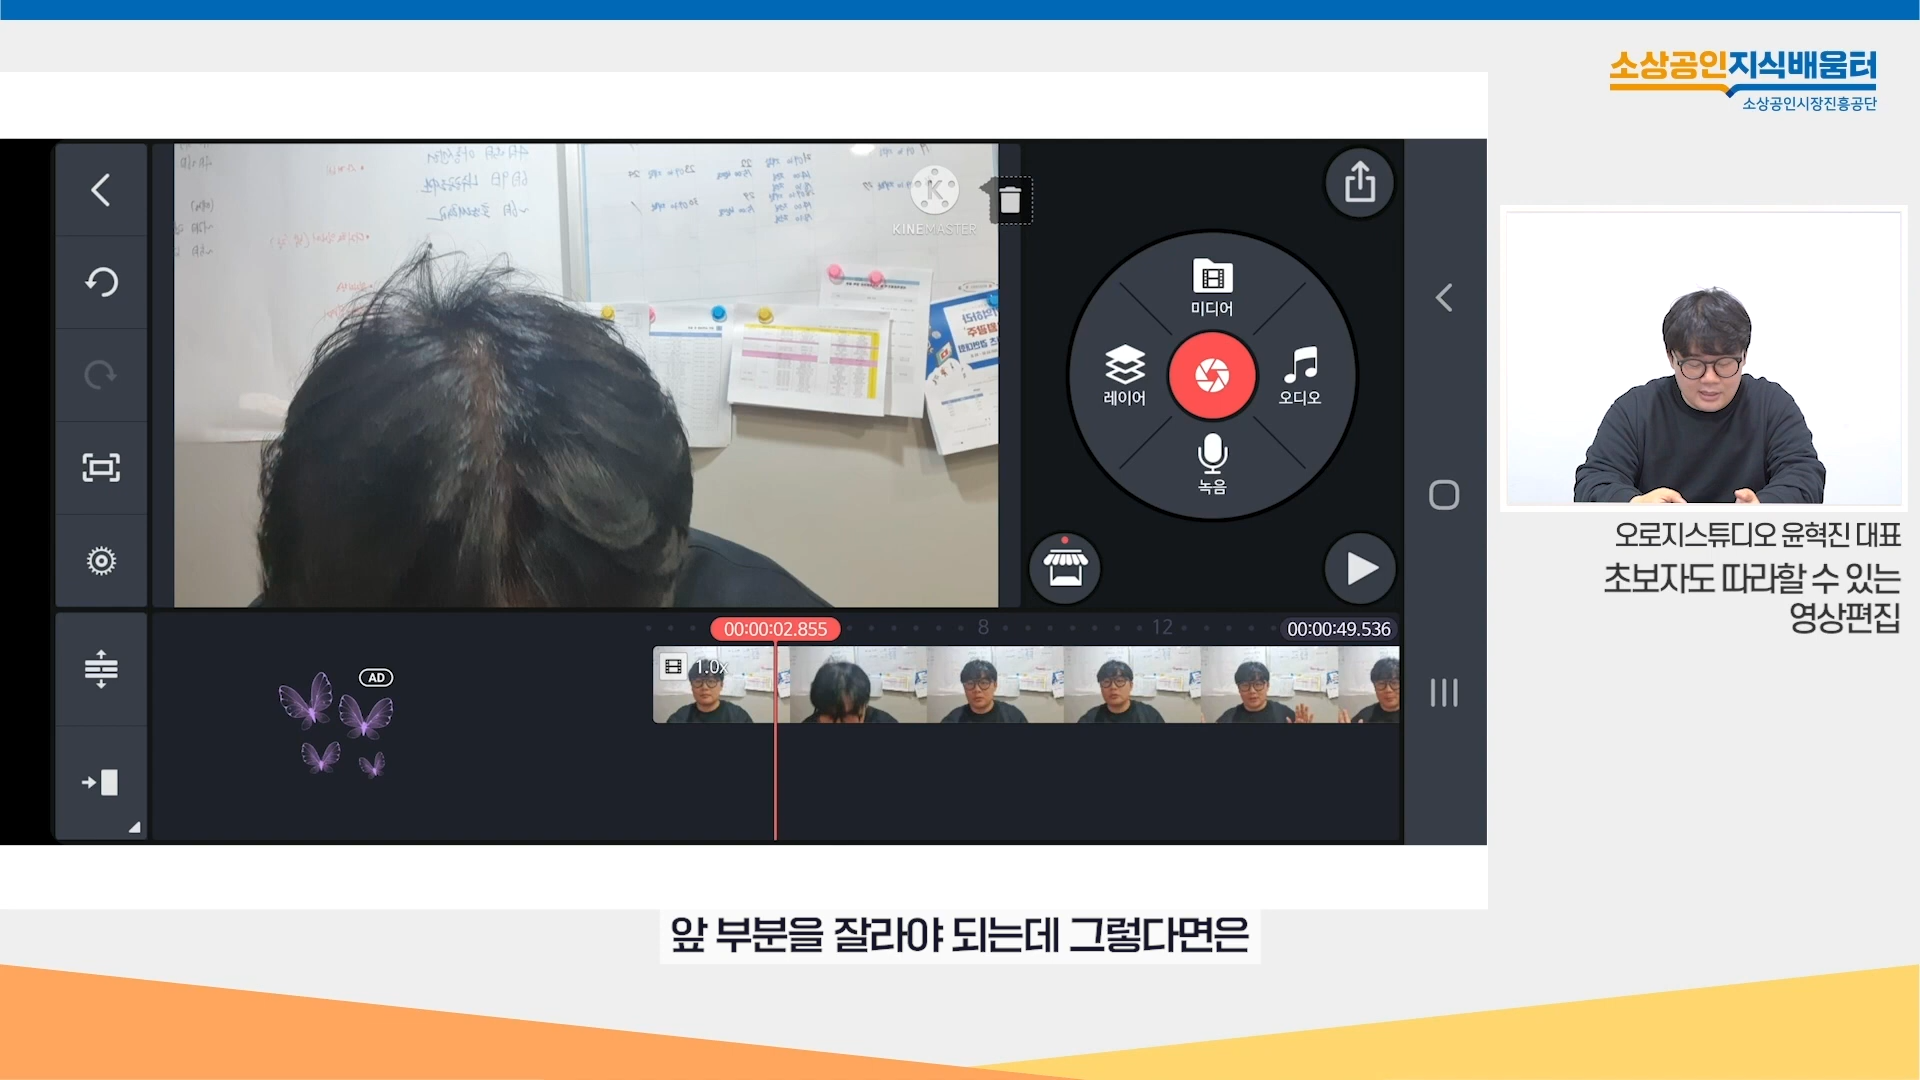 소상공인지식배움터
소상공인시장진흥공단
KINEMASTER
미디어
레이어
오디오
녹음
00:00:02.855
8
12
00:00:49.536
1.0x
AD
오로지스튜디오 윤혁진 대표
초보자도 따라할 수 있는
영상편집
앞 부분을 잘라야 되는데 그렇다면은